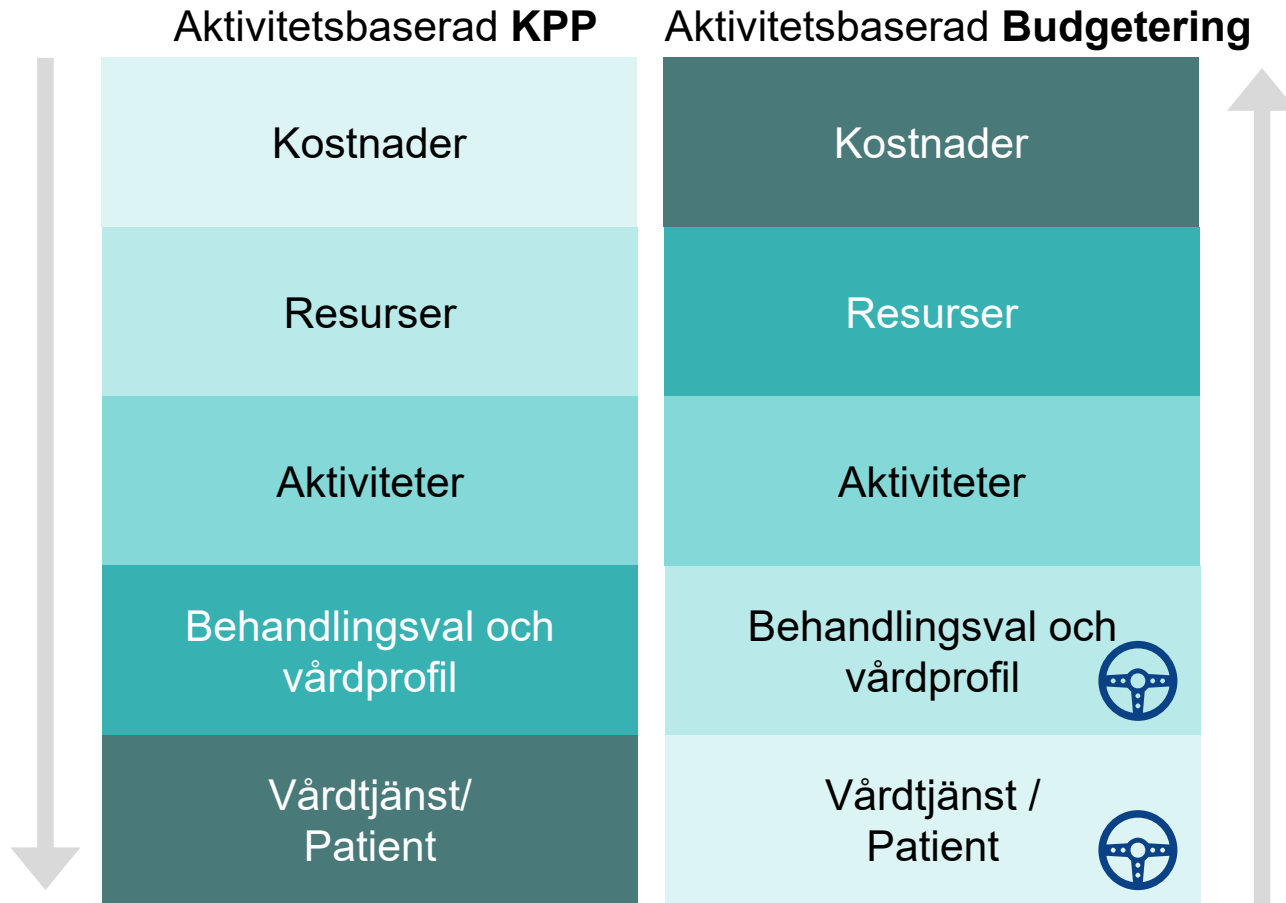 Aktivitetsbaserad KPP
Aktivitetsbaserad Budgetering
Kostnader
Resurser
Aktiviteter
Behandlingsval och
vårdprofil
Vårdtjänst/
Patient
Kostnader
Resurser
Aktiviteter
Behandlingsval och
vårdprofil
Vårdtjänst /
Patient